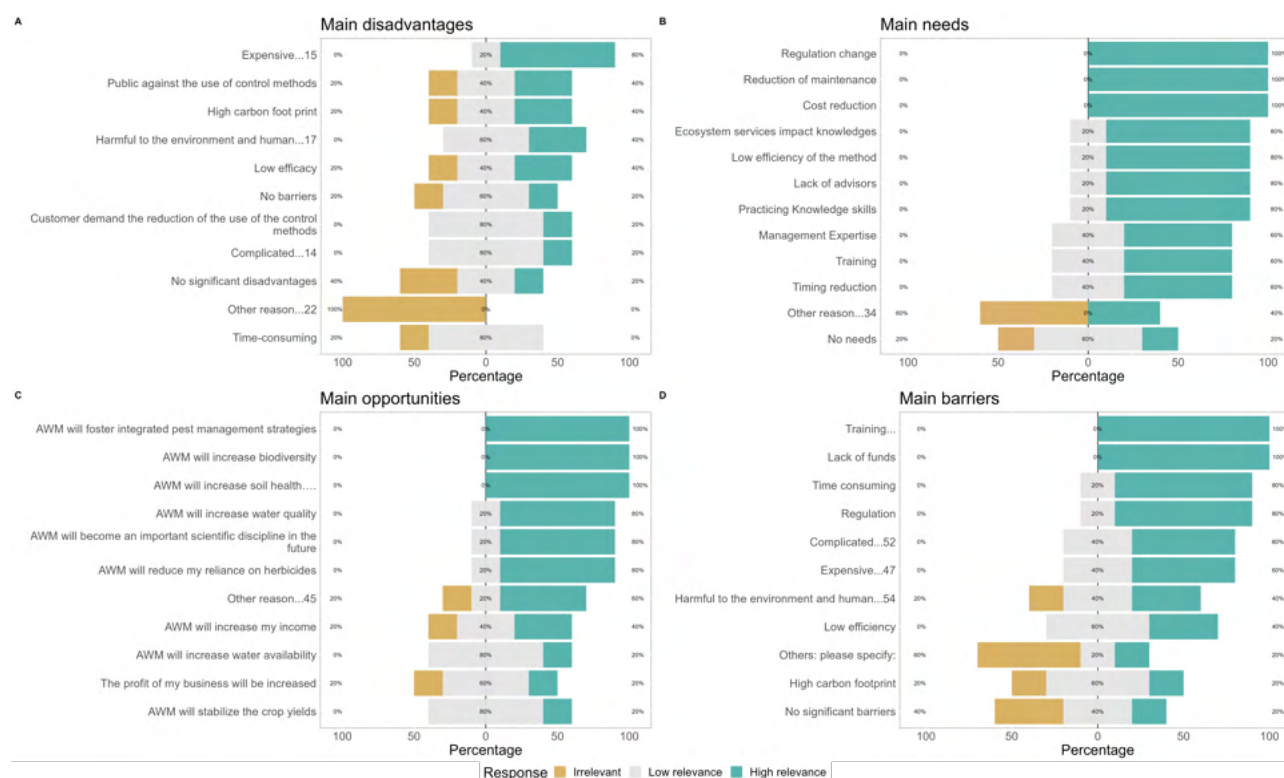 A
Main disadvantages
Expensive...15 0% 20% 80%
Public against the use of control methods 20% 40% 40%
High carbon foot print 20% 40% 40%
Harmful to the environment and human...17 0% 60% 40%
Low efficacy 20% 40% 40%
No barriers 20% 60% 20%
Customer demand the reduction of the use of the control
methods 0% 80% 20%
Complicated...14 0% 80% 20%
No significant disadvantages 40% 40% 20%
Other reason...22 100% 0% 0%
Time-consuming 20% 80% 0%
100 50 0 50 100
Percentage
B
Main needs
Regulation change 0% 0% 100%
Reduction of maintenance 0% 0% 100%
Cost reduction 0% 0% 100%
Ecosystem services impact knowledges 0% 20% 80%
Low efficiency of the method 0% 20% 80%
Lack of advisors 0% 20% 80%
Practicing Knowledge skills 0% 20% 80%
Management Expertise 0% 40% 60%
Training 0% 40% 60%
Timing reduction 0% 40% 60%
Other reason...34 60% 0% 40%
No needs 20% 60% 20%
100 50 0 50 100
Percentage
C
Main opportunities
AWM will foster integrated pest management strategies 0% 0% 100%
AWM will increase biodiversity 0% 0% 100%
AWM will increase soil health.... 0% 0% 100%
AWM will increase water quality 0% 20% 80%
AWM will become an important scientific discipline in the
future 0% 20% 80%
AWM will reduce my reliance on herbicides 0% 20% 80%
Other reason...45 20% 20% 60%
AWM will increase my income 20% 40% 40%
AWM will increase water availability 0% 80% 20%
The profit of my business will be increased 20% 60% 20%
AWM will stabilize the crop yields 0% 80% 20%
100 50 0 50 100
Percentage
D
Main barriers
Training... 0% 0% 100%
Lack of funds 0% 0% 100%
Time consuming 0% 20% 80%
Regulation 0% 20% 80%
Complicated...52 0% 40% 60%
Expensive...47 0% 40% 60%
Harmful to the environment and human...54 20% 40% 40%
Low efficiency 0% 60% 40%
Others: please specify: 60% 20% 20%
High carbon footprint 20% 60% 20%
No significant barriers 40% 40% 20%
100 50 0 50 100
Percentage
Response Irrelevant Low relevance High relevance